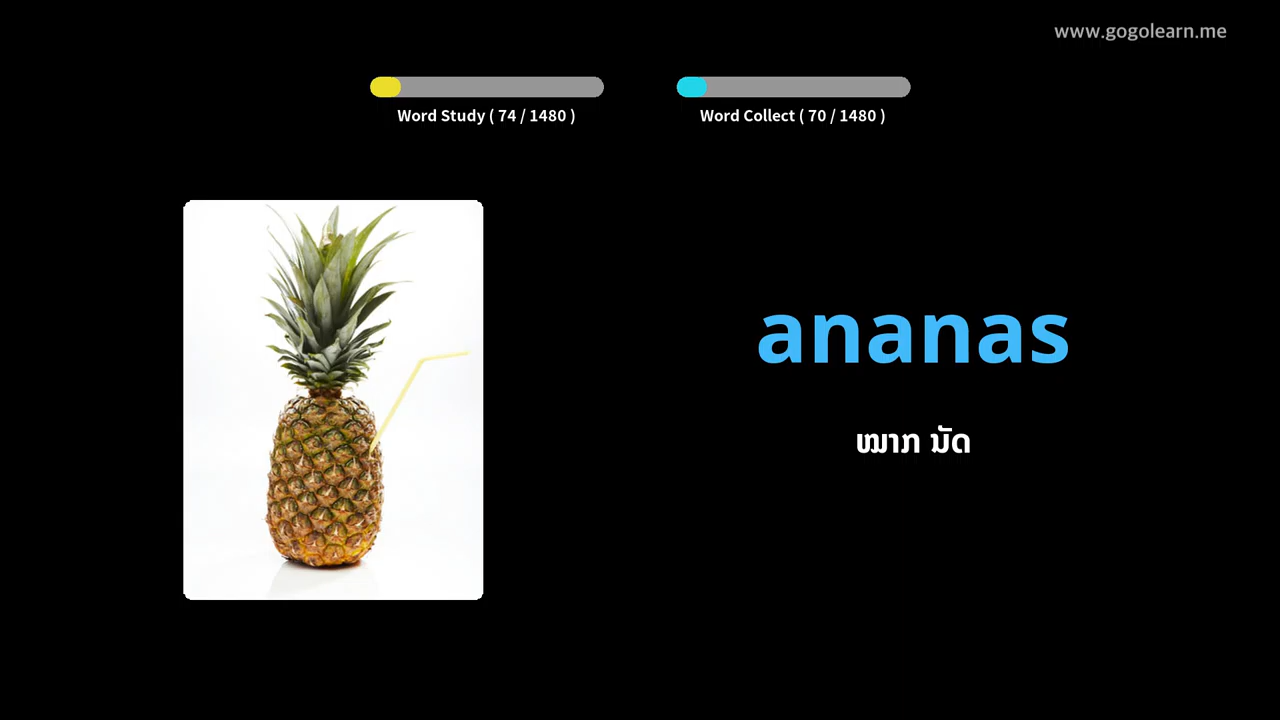 www.gogolearn.me
Word Study ( 74 / 1480 )
Word Collect ( 70 / 1480 )
ananas
ໝາກ ນັດ